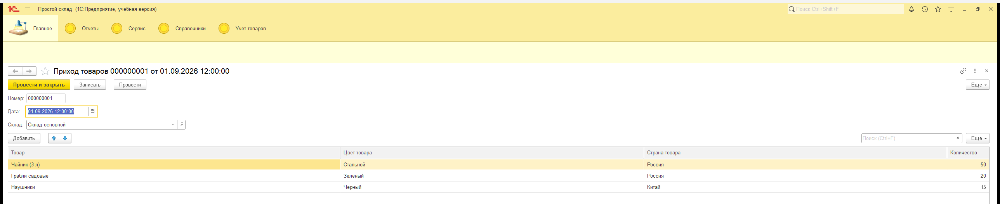 1С Простой склад (1С:Предприятие, учебная версия) Поиск Ctrl+Shift+F
Главное Отчёты Сервис Справочники Учёт товаров
Приход товаров 000000001 от 01.09.2026 12:00:00
Провести и закрыть Записать Провести Еще
Номер: 000000001
Дата: 01.09.2026 12:00:00
Склад: Склад основной
Добавить Поиск (Ctrl+F) × Еще
Товар Цвет товара Страна товара Количество
Чайник (3 л) Стальной Россия 50
Грабли садовые Зеленый Россия 20
Наушники Черный Китай 15